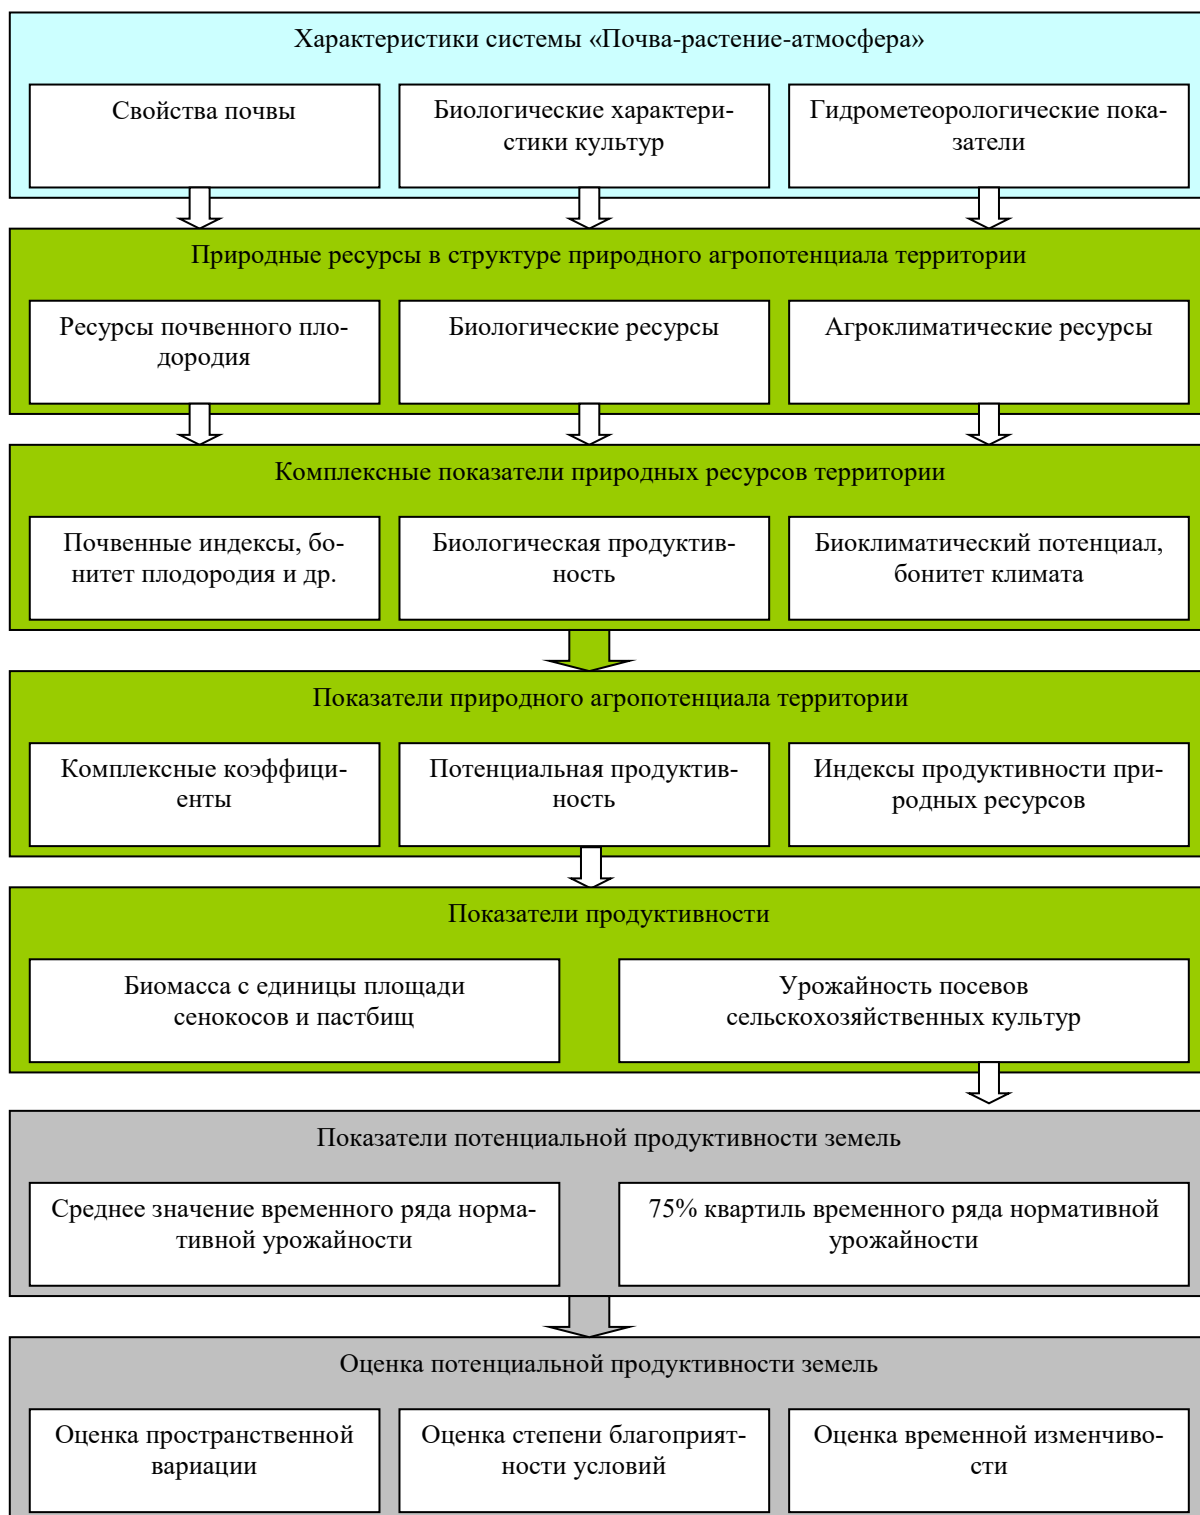 Характеристики системы «Почва-растение-атмосфера»
Свойства почвы
Биологические характери-
стики культур
Гидрометеорологические пока-
затели
Природные ресурсы в структуре природного агропотенциала территории
Ресурсы почвенного пло-
дородия
Биологические ресурсы
Агроклиматические ресурсы
Комплексные показатели природных ресурсов территории
Почвенные индексы, бо-
нитет плодородия и др.
Биологическая продуктив-
ность
Биоклиматический потенциал,
бонитет климата
Показатели природного агропотенциала территории
Комплексные коэффици-
енты
Потенциальная продуктив-
ность
Индексы продуктивности при-
родных ресурсов
Показатели продуктивности
Биомасса с единицы площади
сенокосов и пастбищ
Урожайность посевов
сельскохозяйственных культур
Показатели потенциальной продуктивности земель
Среднее значение временного ряда норма-
тивной урожайности
75% квартиль временного ряда нормативной
урожайности
Оценка потенциальной продуктивности земель
Оценка пространственной
вариации
Оценка степени благоприят-
ности условий
Оценка временной изменчиво-
сти